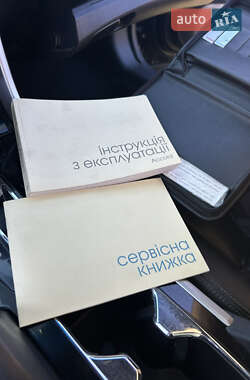 auto RIA
інструкція
з експлуатації
Accord
сервісна
книжка